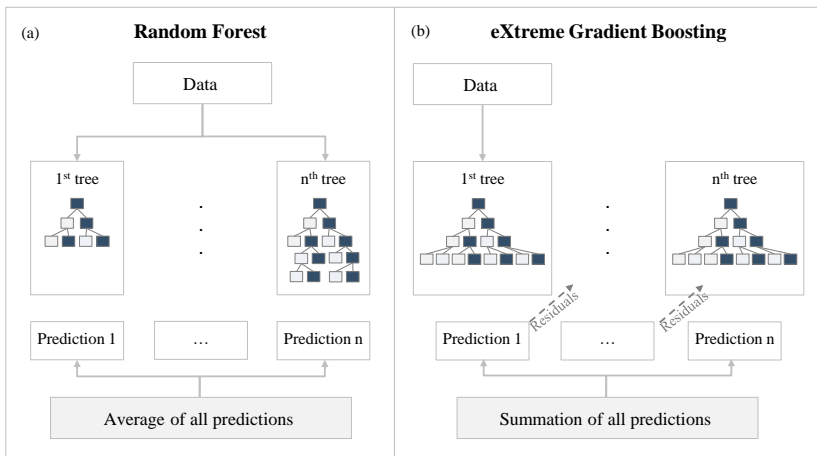 (a)
Random Forest
Data
1st tree
nth tree
.
.
.
Prediction 1
…
Prediction n
Average of all predictions
(b)
eXtreme Gradient Boosting
Data
1st tree
nth tree
.
.
.
Residuals
Residuals
Prediction 1
…
Prediction n
Summation of all predictions